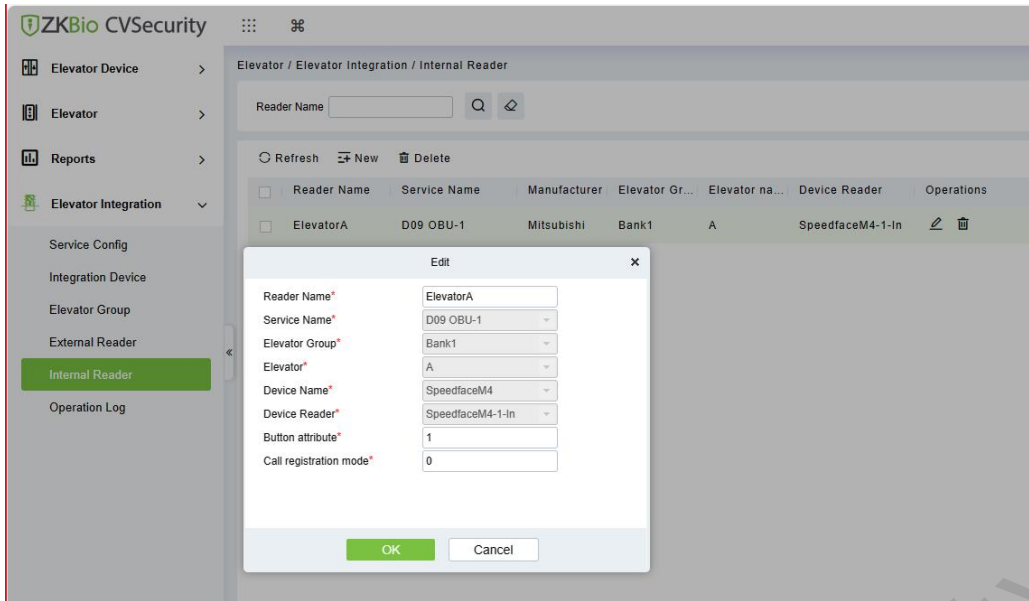 ZKBio CVSecurity
Elevator Device
Elevator
Reports
Elevator Integration
Service Config
Integration Device
Elevator Group
External Reader
Internal Reader
Operation Log
Elevator / Elevator Integration / Internal Reader
Reader Name
Refresh New Delete
Reader Name Service Name Manufacturer Elevator Gr... Elevator na... Device Reader Operations
ElevatorA D09 OBU-1 Mitsubishi Bank1 A SpeedfaceM4-1-In
Edit
Reader Name* ElevatorA
Service Name* D09 OBU-1
Elevator Group* Bank1
Elevator* A
Device Name* SpeedfaceM4
Device Reader* SpeedfaceM4-1-In
Button attribute* 1
Call registration mode* 0
OK Cancel